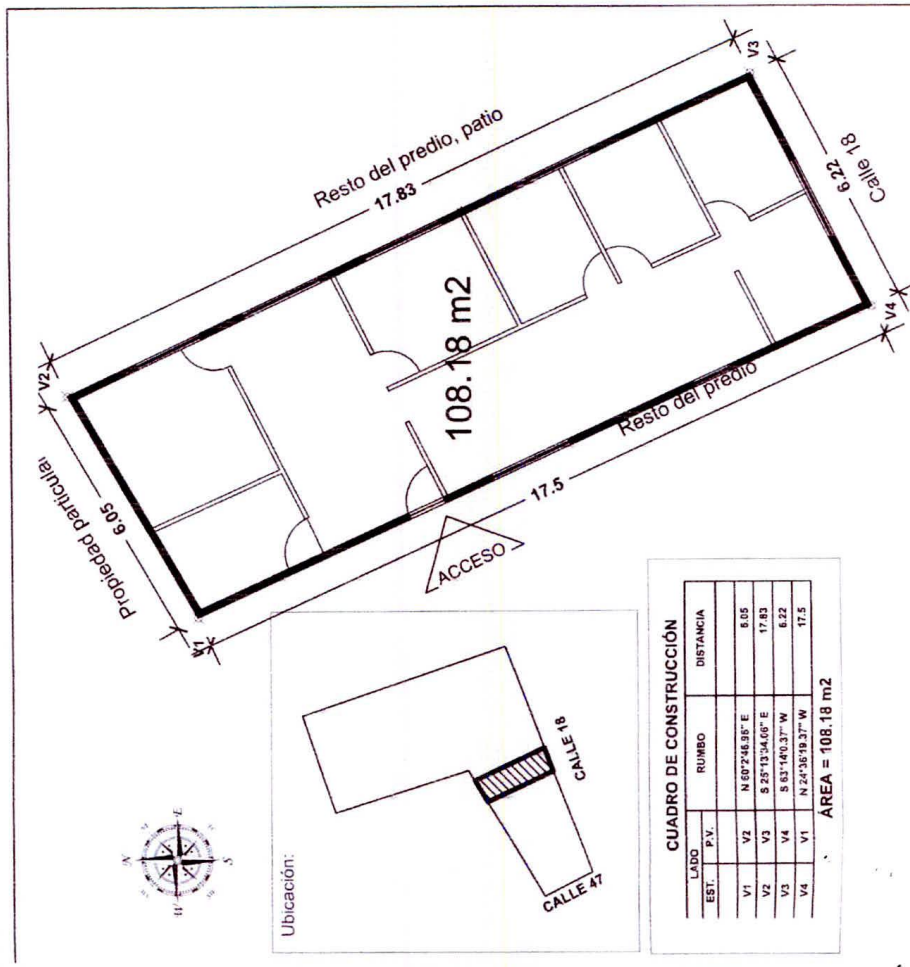 V3
6.22
Calle 18
V4
Resto del predio, patio
17.83
V2
Propiedad particular
6.05
V1
108.18 m2
Resto del predio
17.5
ACCESO
N
E
S
W
Ubicación:
CALLE 18
CALLE 47
CUADRO DE CONSTRUCCIÓN
LADO RUMBO DISTANCIA
EST. P.V.
V1 V2 N 60°2'46.96" E 6.05
V2 V3 S 25°13'34.06" E 17.83
V3 V4 S 63°14'0.37" W 6.22
V4 V1 N 24°36'19.37" W 17.5
ÁREA = 108.18 m2